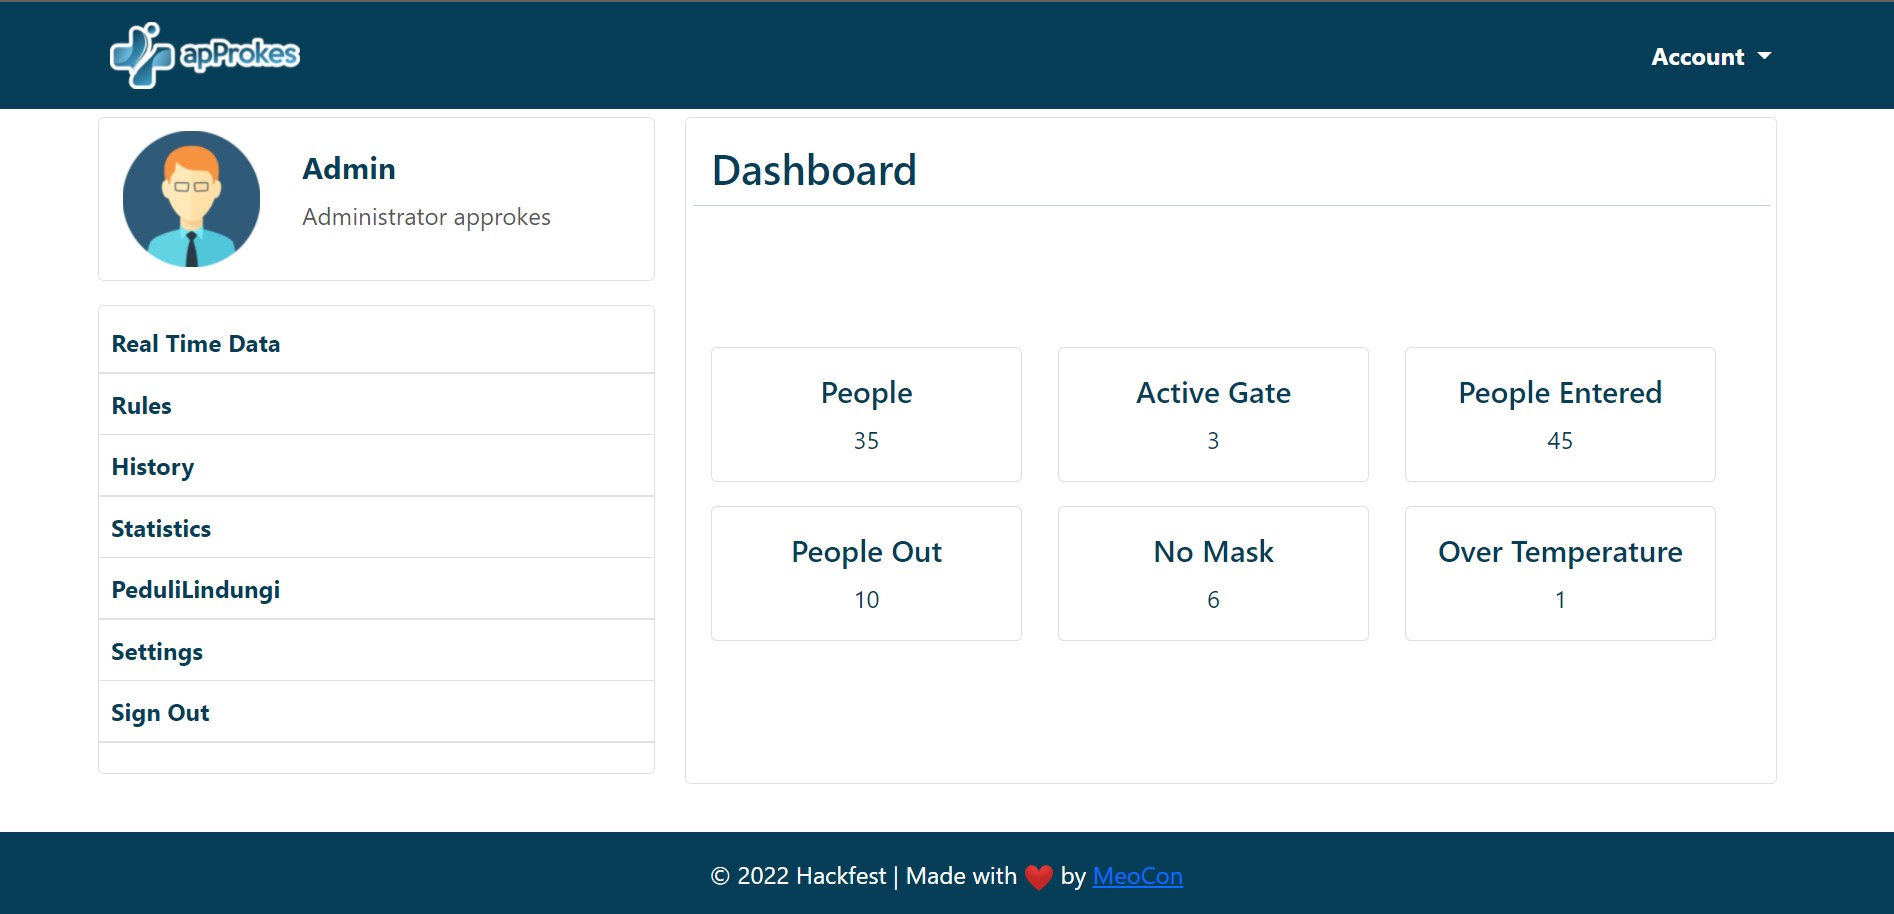 apProkes
Account
Admin
Administrator approkes
Real Time Data
Rules
History
Statistics
PeduliLindungi
Settings
Sign Out
Dashboard
People
35
Active Gate
3
People Entered
45
People Out
10
No Mask
6
Over Temperature
1
© 2022 Hackfest | Made with ❤️ by MeoCon